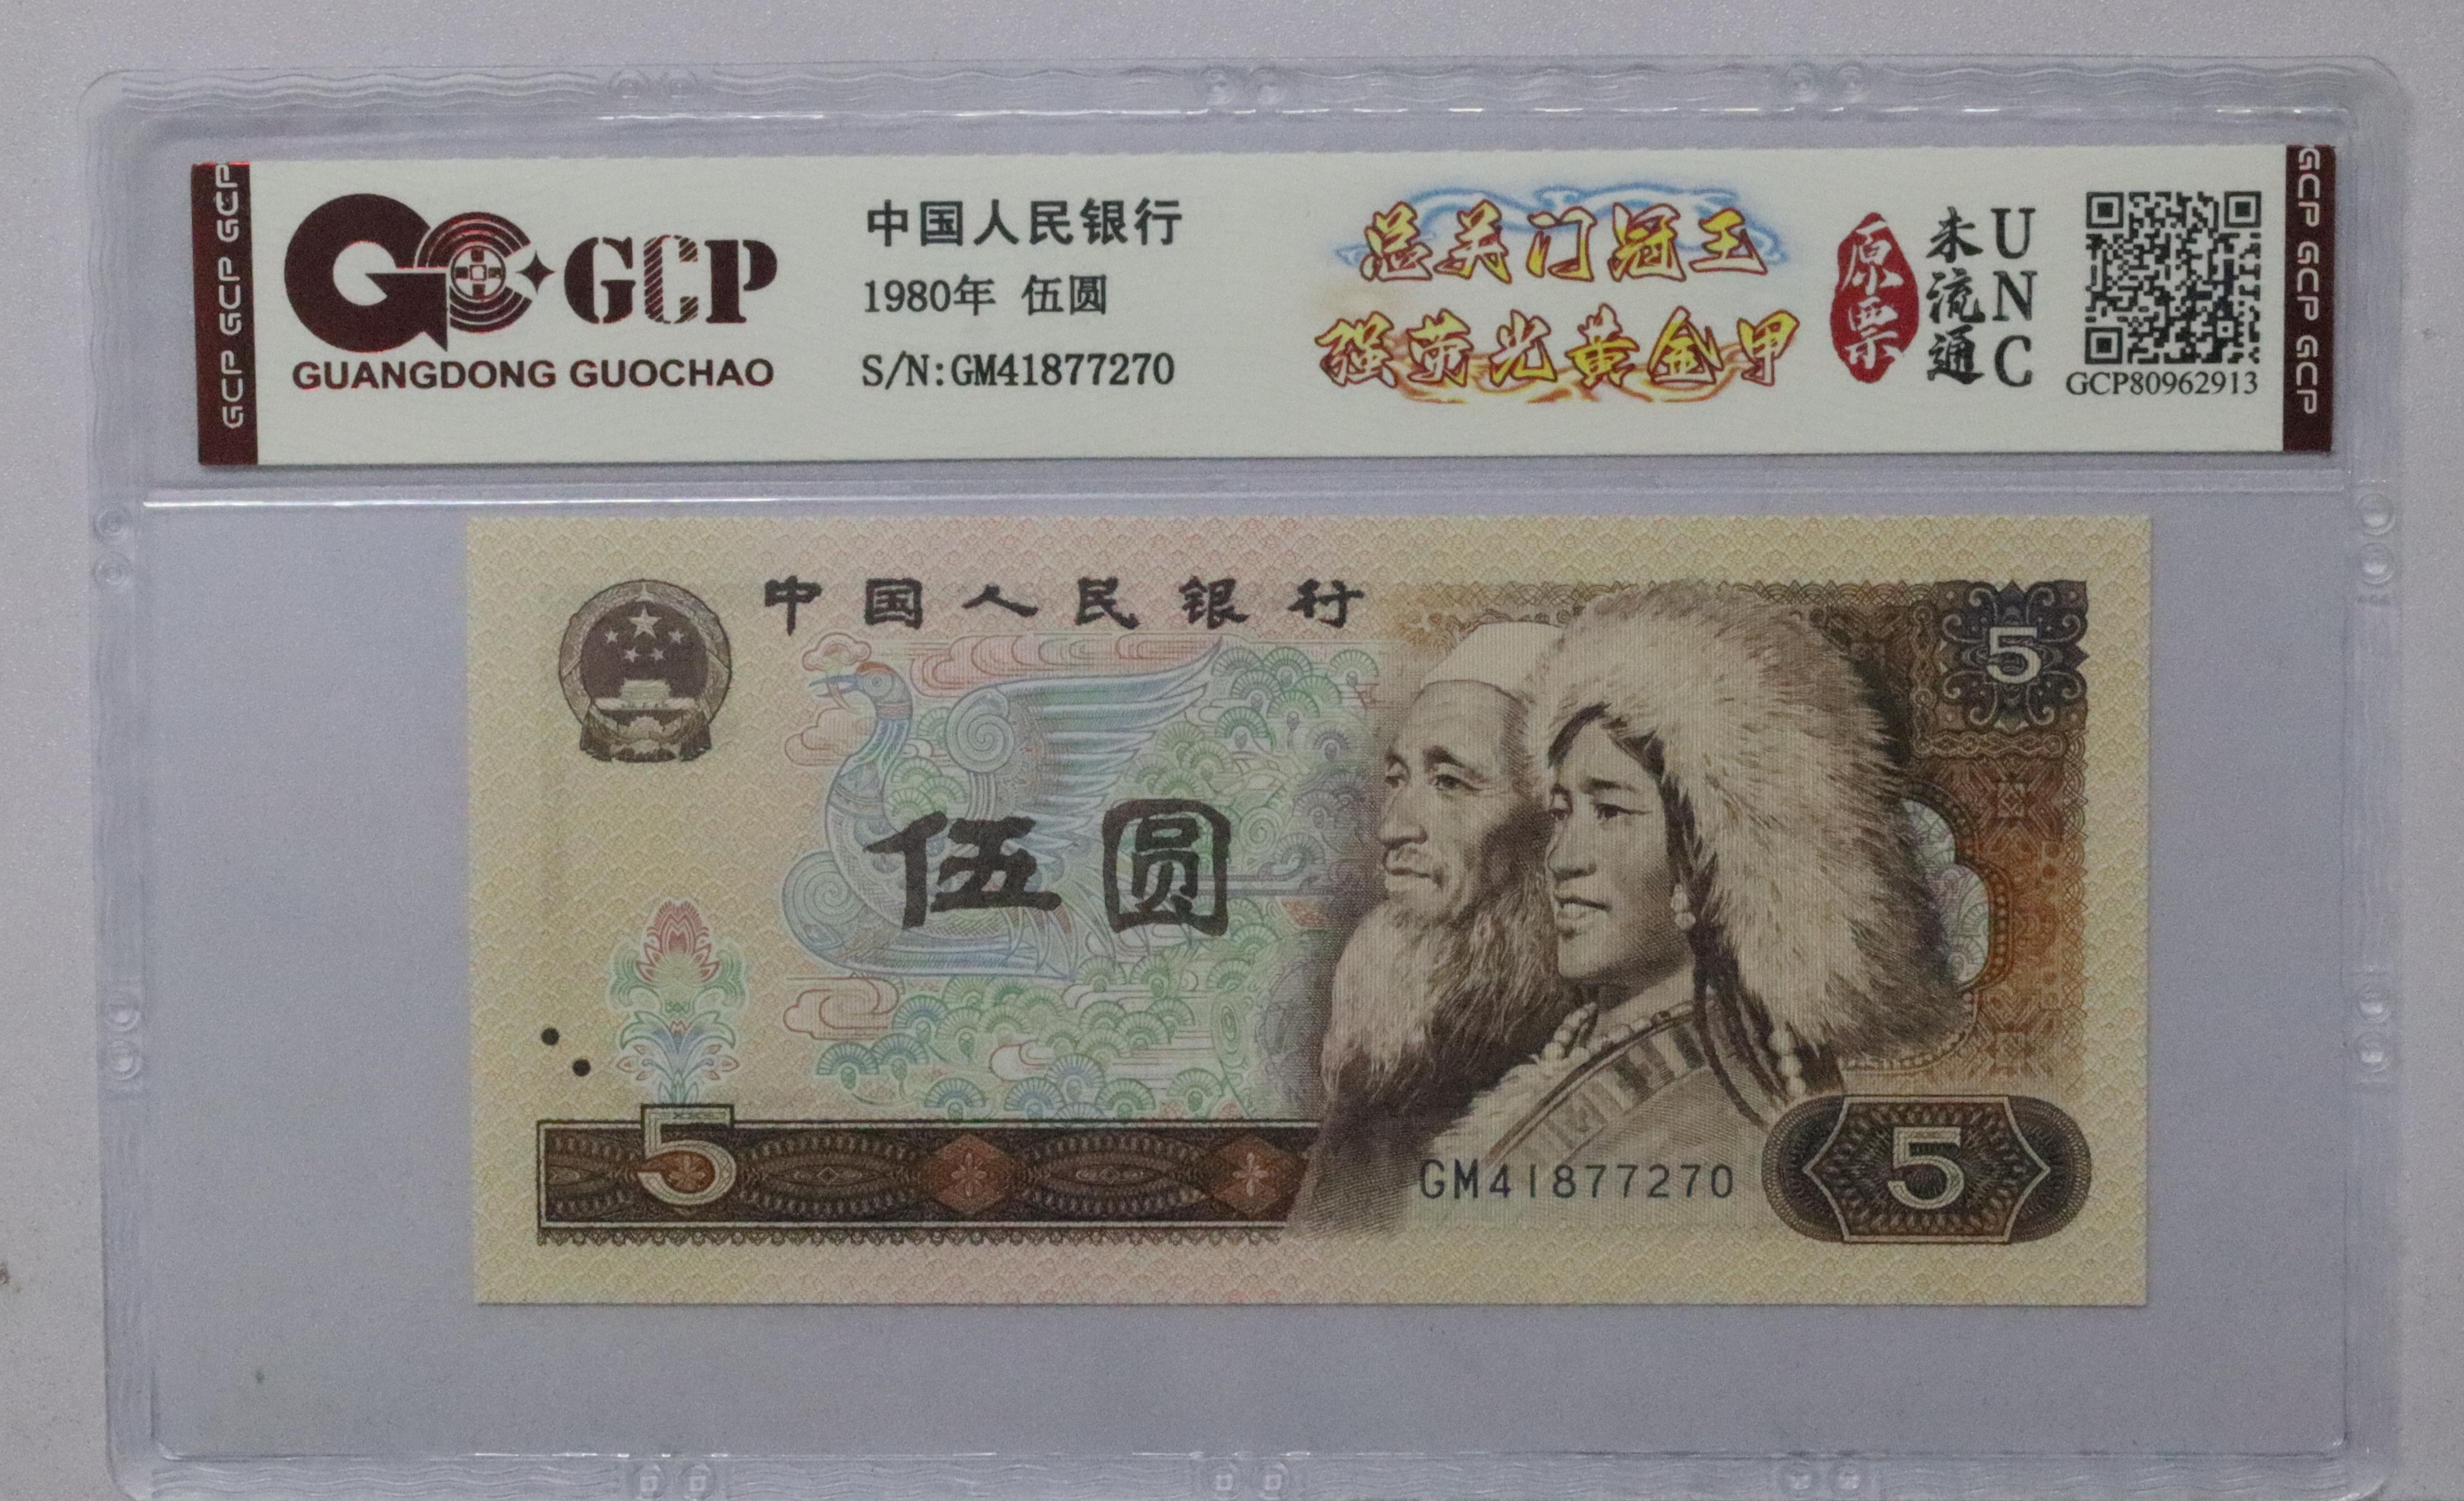 GCP GCP GCP
GCP
GUANGDONG GUOCHAO
中国人民银行
1980年 伍圆
S/N:GM41877270
总关门冠王
强荧光黄金甲
原票
未流通
UNC
GCP80962913
GCP GCP GCP
中国人民银行
5
伍圆
5
GM41877270
5